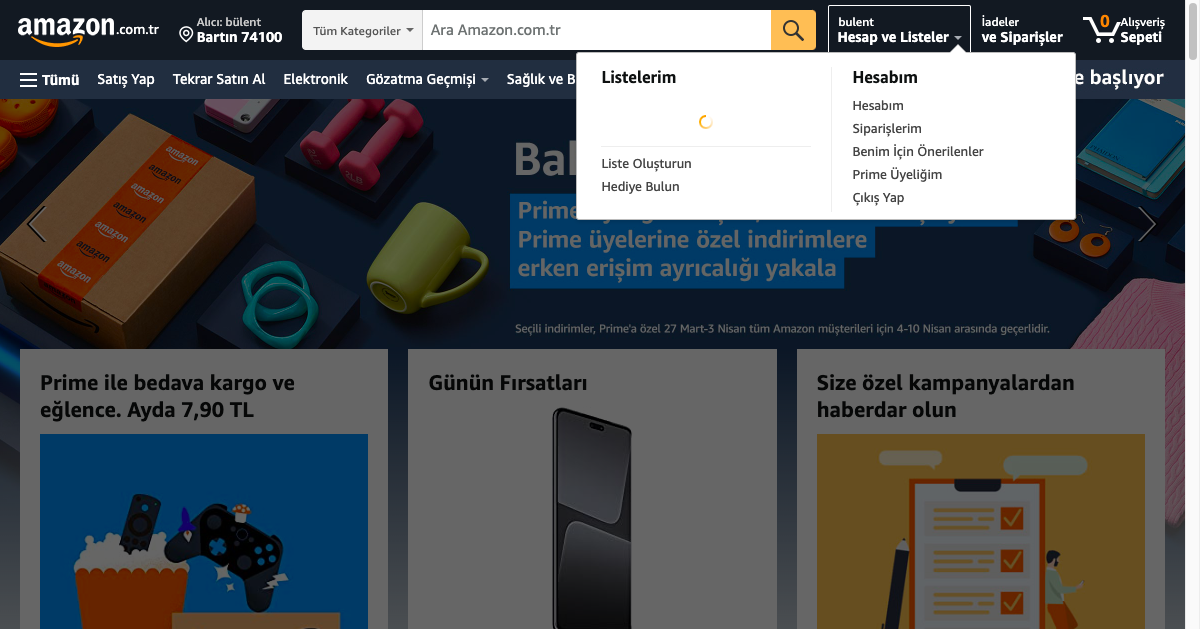 amazon.com.tr
Alıcı: bülent
Bartın 74100
Tüm Kategoriler
Ara Amazon.com.tr
bulent
Hesap ve Listeler
İadeler
ve Siparişler
0
Alışveriş
Sepeti
Tümü
Satış Yap
Tekrar Satın Al
Elektronik
Gözatma Geçmişi
Sağlık ve B
e başlıyor
Listelerim
Liste Oluşturun
Hediye Bulun
Hesabım
Hesabım
Siparişlerim
Benim İçin Önerilenler
Prime Üyeliğim
Çıkış Yap
amazon
amazon
amazon
amazon
amazon
amazon
Prime
Prime üyelerine özel indirimlere
erken erişim ayrıcalığı yakala
Seçili indirimler, Prime'a özel 27 Mart-3 Nisan tüm Amazon müşterileri için 4-10 Nisan arasında geçerlidir.
Prime ile bedava kargo ve
eğlence. Ayda 7,90 TL
Günün Fırsatları
Size özel kampanyalardan
haberdar olun